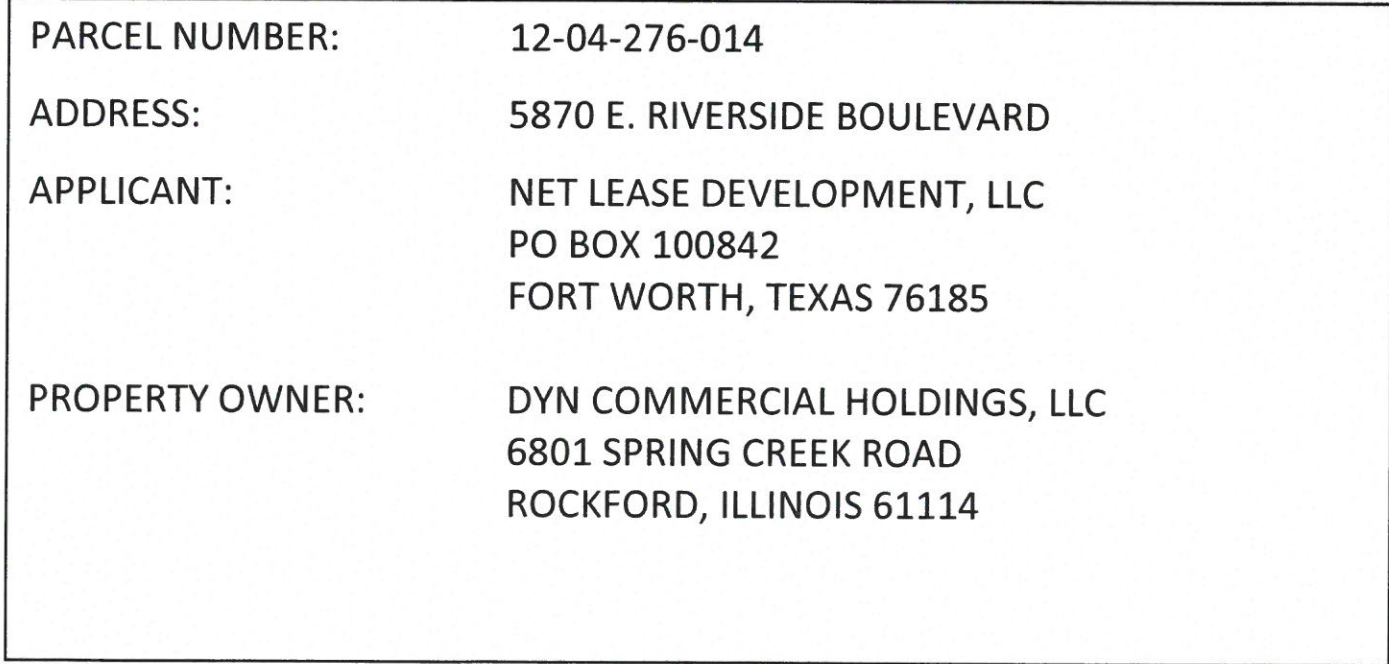 PARCEL NUMBER: 12-04-276-014
ADDRESS: 5870 E. RIVERSIDE BOULEVARD
APPLICANT: NET LEASE DEVELOPMENT, LLC
PO BOX 100842
FORT WORTH, TEXAS 76185
PROPERTY OWNER: DYN COMMERCIAL HOLDINGS, LLC
6801 SPRING CREEK ROAD
ROCKFORD, ILLINOIS 61114